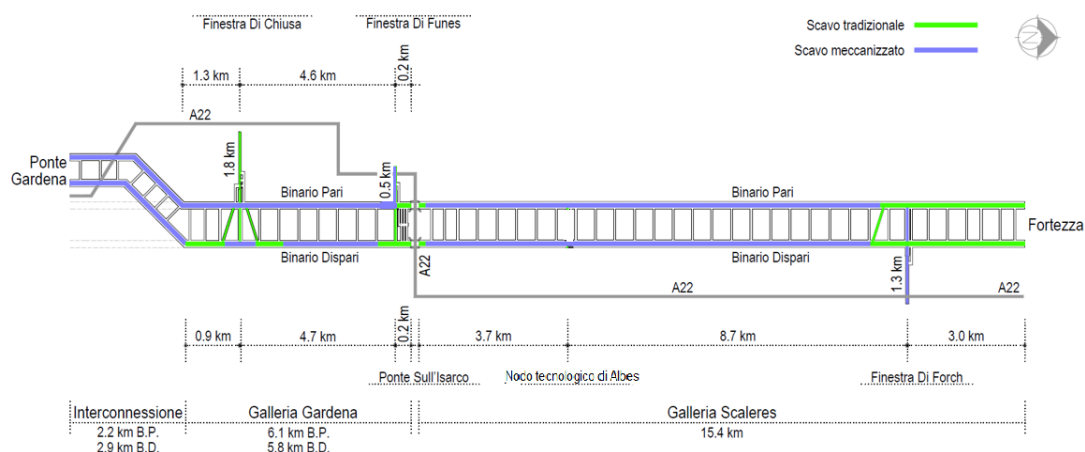 Finestra Di Chiusa
Finestra Di Funes
Scavo tradizionale
Scavo meccanizzato
N
1.3 km
4.6 km
0.2 km
A22
Ponte
Gardena
1.8 km
0.5 km
Binario Pari
Binario Pari
Fortezza
Binario Dispari
A22
Binario Dispari
1.3 km
A22
A22
0.9 km
4.7 km
0.2 km
3.7 km
8.7 km
3.0 km
Ponte Sull'Isarco
Nodo tecnologico di Albes
Finestra Di Forch
Interconnessione
Galleria Gardena
Galleria Scaleres
2.2 km B.P.
6.1 km B.P.
15.4 km
2.9 km B.D.
5.8 km B.D.